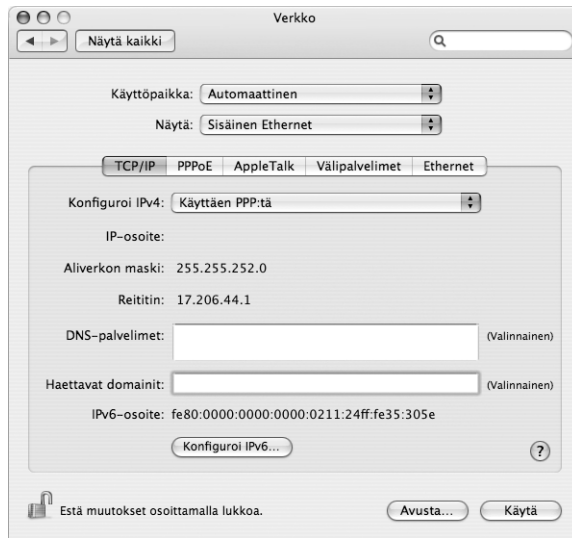 Verkko
Näytä kaikki
Käyttöpaikka: Automaattinen
Näytä: Sisäinen Ethernet
TCP/IP PPPoE AppleTalk Välipalvelimet Ethernet
Konfiguroi IPv4: Käyttäen PPP:tä
IP-osoite:
Aliverkon maski: 255.255.252.0
Reititin: 17.206.44.1
DNS-palvelimet: (Valinnainen)
Haettavat domainit: (Valinnainen)
IPv6-osoite: fe80:0000:0000:0000:0211:24ff:fe35:305e
Konfiguroi IPv6...
?
Estä muutokset osoittamalla lukkoa. Avusta... Käytä